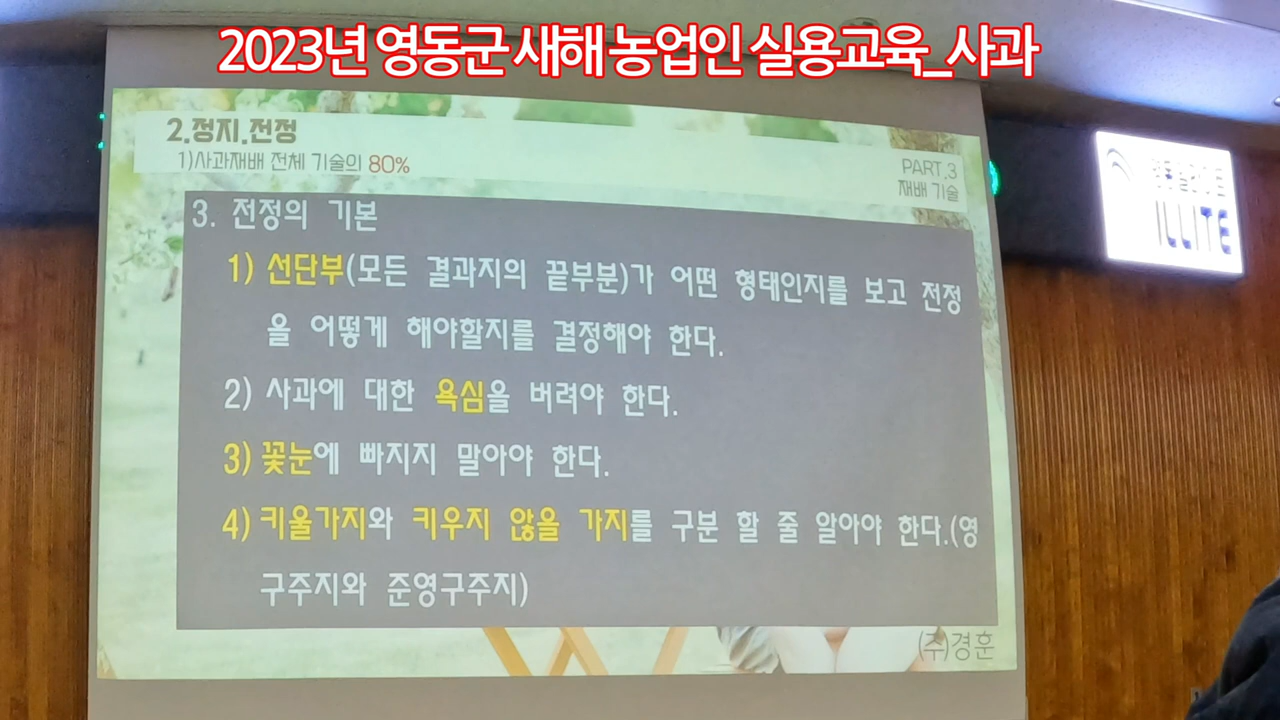 2023년 영동군 새해 농업인 실용교육_사과
2.정지.전정
1)사과재배 전체 기술의 80%
PART.3
재배 기술
3. 전정의 기본
1) 선단부(모든 결과지의 끝부분)가 어떤 형태인지를 보고 전정
을 어떻게 해야할지를 결정해야 한다.
2) 사과에 대한 욕심을 버려야 한다.
3) 꽃눈에 빠지지 말아야 한다.
4) 키울가지와 키우지 않을 가지를 구분 할 줄 알아야 한다.(영
구주지와 준영구주지)
(주)경훈
ILLITE